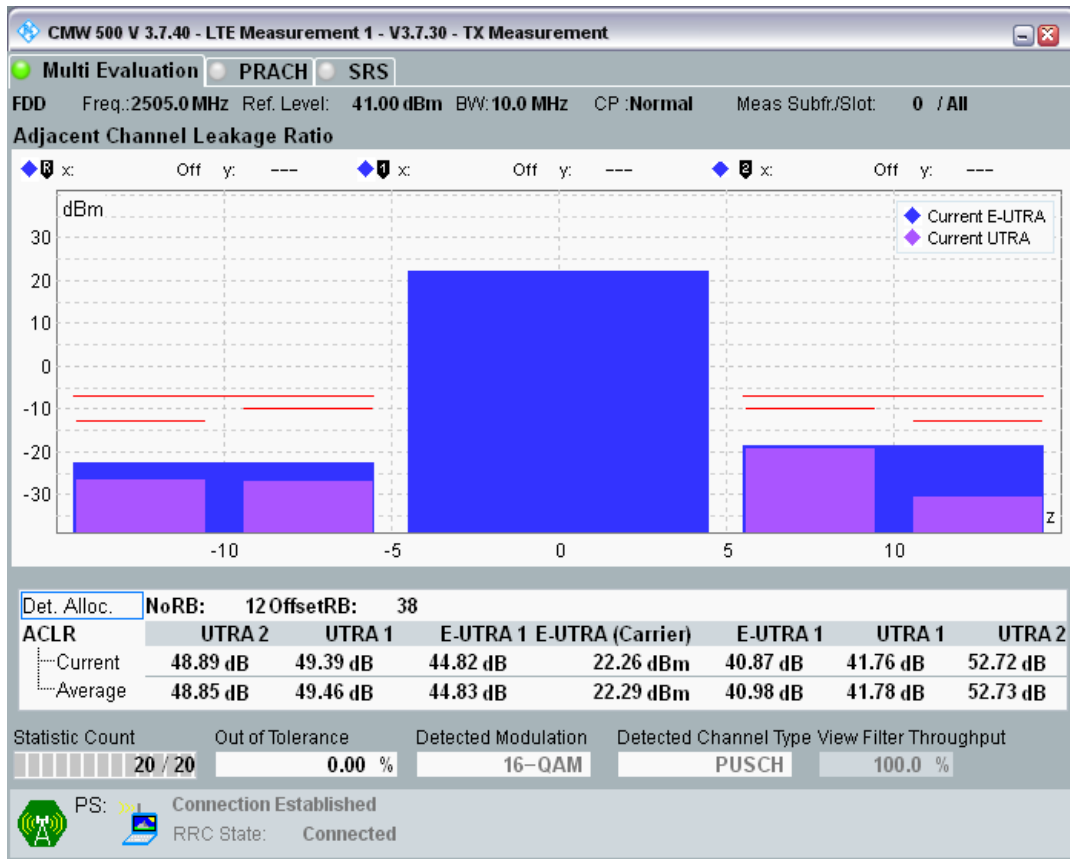 CMW 500 V 3.7.40 - LTE Measurement 1 - V3.7.30 - TX Measurement
Multi Evaluation PRACH SRS
FDD Freq.:2505.0 MHz Ref. Level: 41.00 dBm BW:10.0 MHz CP :Normal Meas Subfr./Slot: 0 / All
Adjacent Channel Leakage Ratio
R x: Off y: --- 1 x: Off y: --- 2 x: Off y: ---
dBm
Current E-UTRA
Current UTRA
30
20
10
0
-10
-20
-30
z
-10 -5 0 5 10
Det. Alloc. NoRB: 12 OffsetRB: 38
ACLR UTRA 2 UTRA 1 E-UTRA 1 E-UTRA (Carrier) E-UTRA 1 UTRA 1 UTRA 2
Current 48.89 dB 49.39 dB 44.82 dB 22.26 dBm 40.87 dB 41.76 dB 52.72 dB
Average 48.85 dB 49.46 dB 44.83 dB 22.29 dBm 40.98 dB 41.78 dB 52.73 dB
Statistic Count Out of Tolerance Detected Modulation Detected Channel Type View Filter Throughput
20 / 20 0.00 % 16-QAM PUSCH 100.0 %
PS: Connection Established
RRC State: Connected